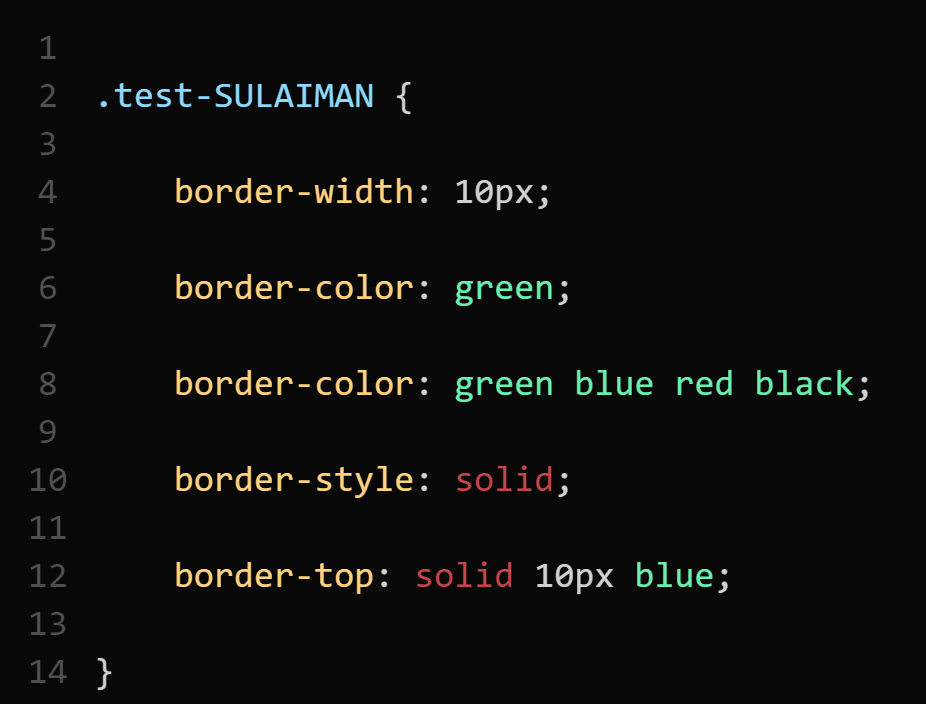 1
2 .test-SULAIMAN {
3
4 border-width: 10px;
5
6 border-color: green;
7
8 border-color: green blue red black;
9
10 border-style: solid;
11
12 border-top: solid 10px blue;
13
14 }